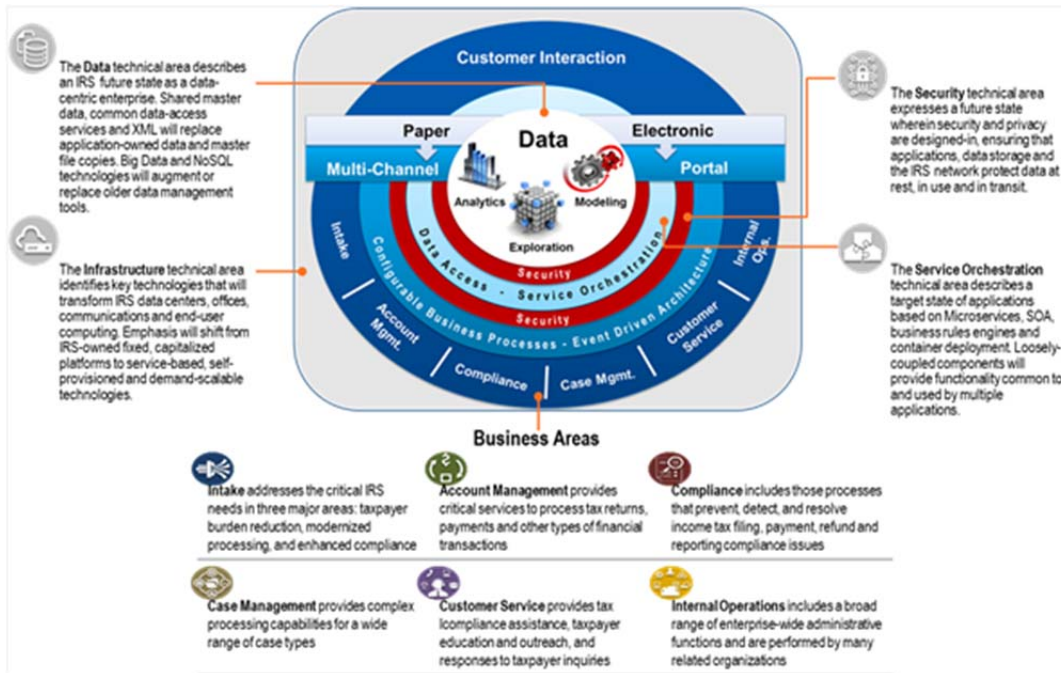 The Data technical area describes
an IRS future state as a data-
centric enterprise. Shared master
data, common data-access
services and XML will replace
application-owned data and master
file copies. Big Data and NoSQL
technologies will augment or
replace older data management
tools.
The Infrastructure technical area
identifies key technologies that will
transform IRS data centers, offices,
communications and end-user
computing. Emphasis will shift from
IRS-owned fixed, capitalized
platforms to service-based, self-
provisioned and demand-scalable
technologies.
Customer Interaction
Paper
Electronic
Multi-Channel
Portal
Data
Analytics
Modeling
Exploration
Security
Data Access - Service Orchestration
Security
Configurable Business Processes - Event Driven Architecture
Intake
Account
Mgmt.
Compliance
Case Mgmt.
Customer
Service
Internal
Ops.
The Security technical area
expresses a future state
wherein security and privacy
are designed-in, ensuring that
applications, data storage and
the IRS network protect data at
rest, in use and in transit.
The Service Orchestration
technical area describes a
target state of applications
based on Microservices, SOA,
business rules engines and
container deployment. Loosely-
coupled components will
provide functionality common to
and used by multiple
applications.
Business Areas
Intake addresses the critical IRS
needs in three major areas: taxpayer
burden reduction, modernized
processing, and enhanced compliance
Account Management provides
critical services to process tax returns,
payments and other types of financial
transactions
Compliance includes those processes
that prevent, detect, and resolve
income tax filing, payment, refund and
reporting compliance issues
Case Management provides complex
processing capabilities for a wide
range of case types
Customer Service provides tax
lcompliance assistance, taxpayer
education and outreach, and
responses to taxpayer inquiries
Internal Operations includes a broad
range of enterprise-wide administrative
functions and are performed by many
related organizations